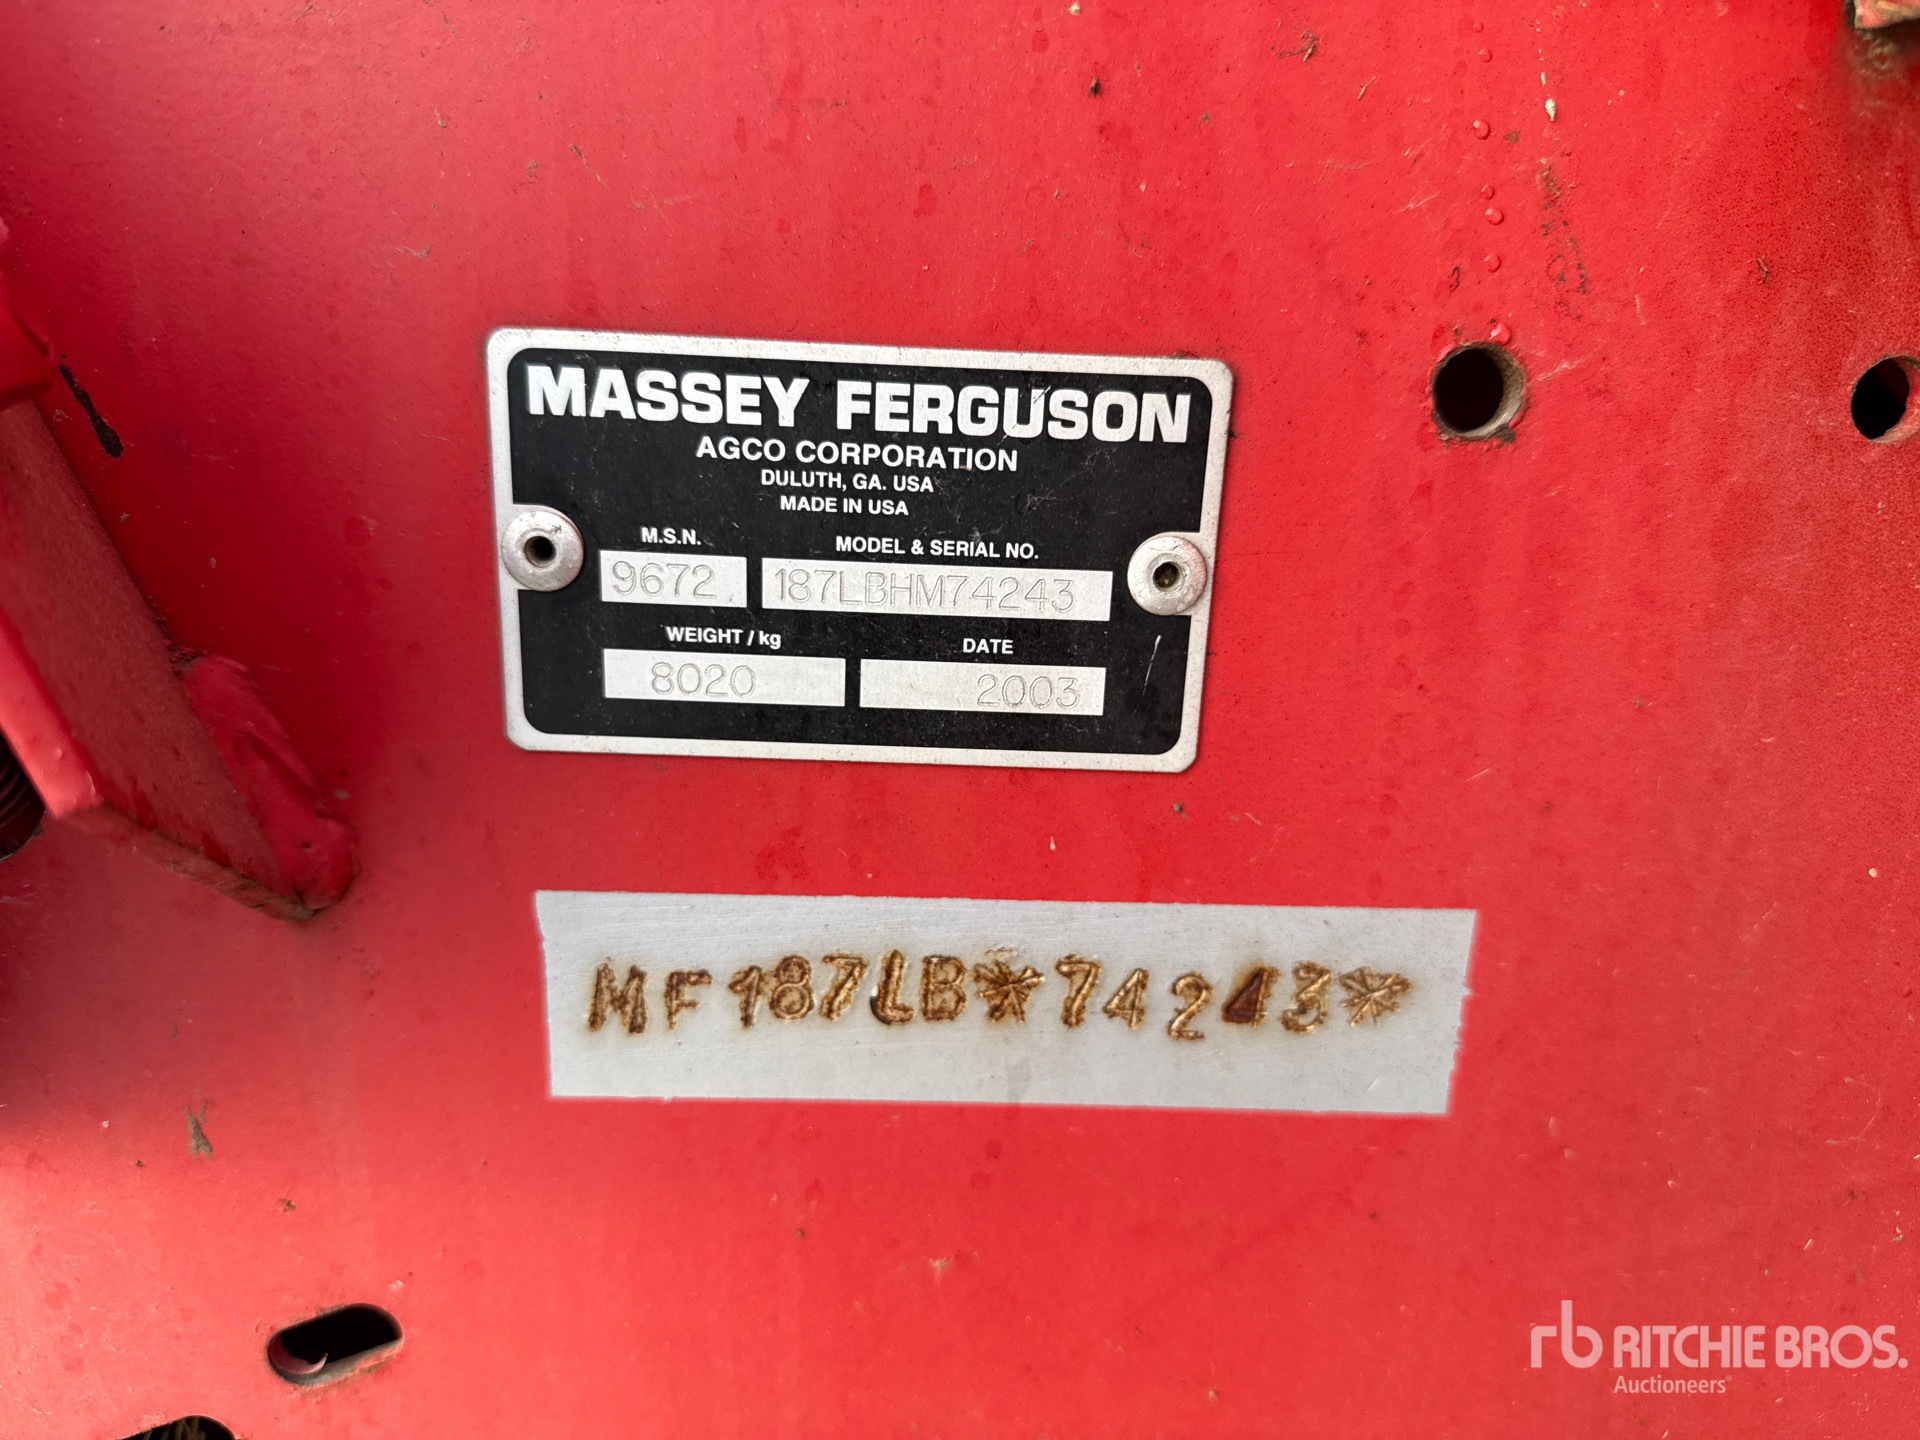 MASSEY FERGUSON
AGCO CORPORATION
DULUTH, GA. USA
MADE IN USA
M.S.N. MODEL & SERIAL NO.
9672 187LBHM74243
WEIGHT / kg DATE
8020 2003
MF187LB*74243*
rb RITCHIE BROS.
Auctioneers